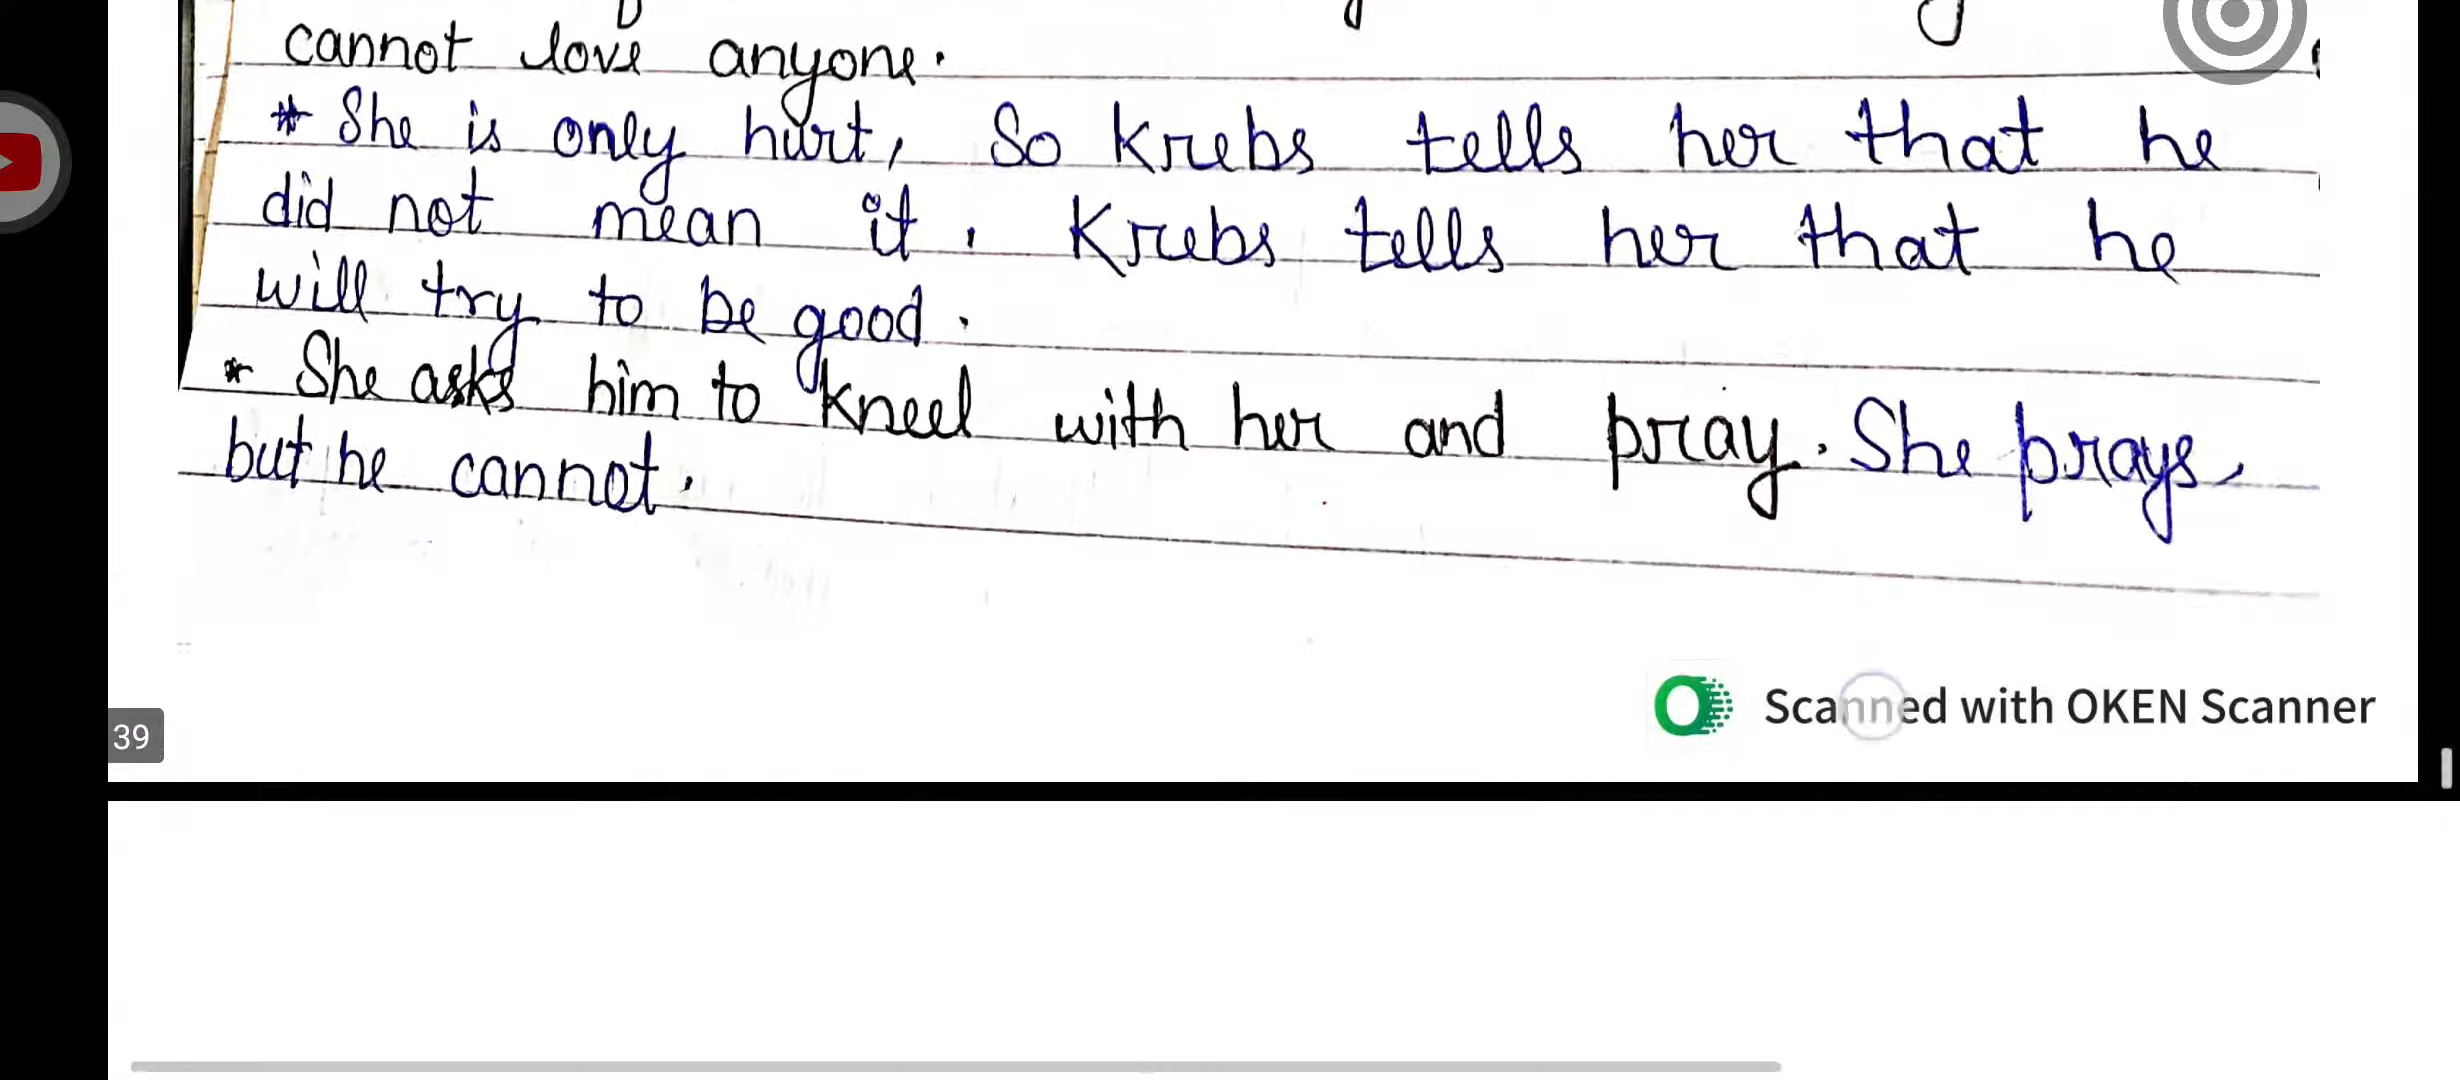 cannot love anyone.
* She is only hurt, So Krebs tells her that he
did not mean it. Krebs tells her that he
will try to be good.
* She asks him to kneel with her and pray. She prays
but he cannot.
Scanned with OKEN Scanner
39